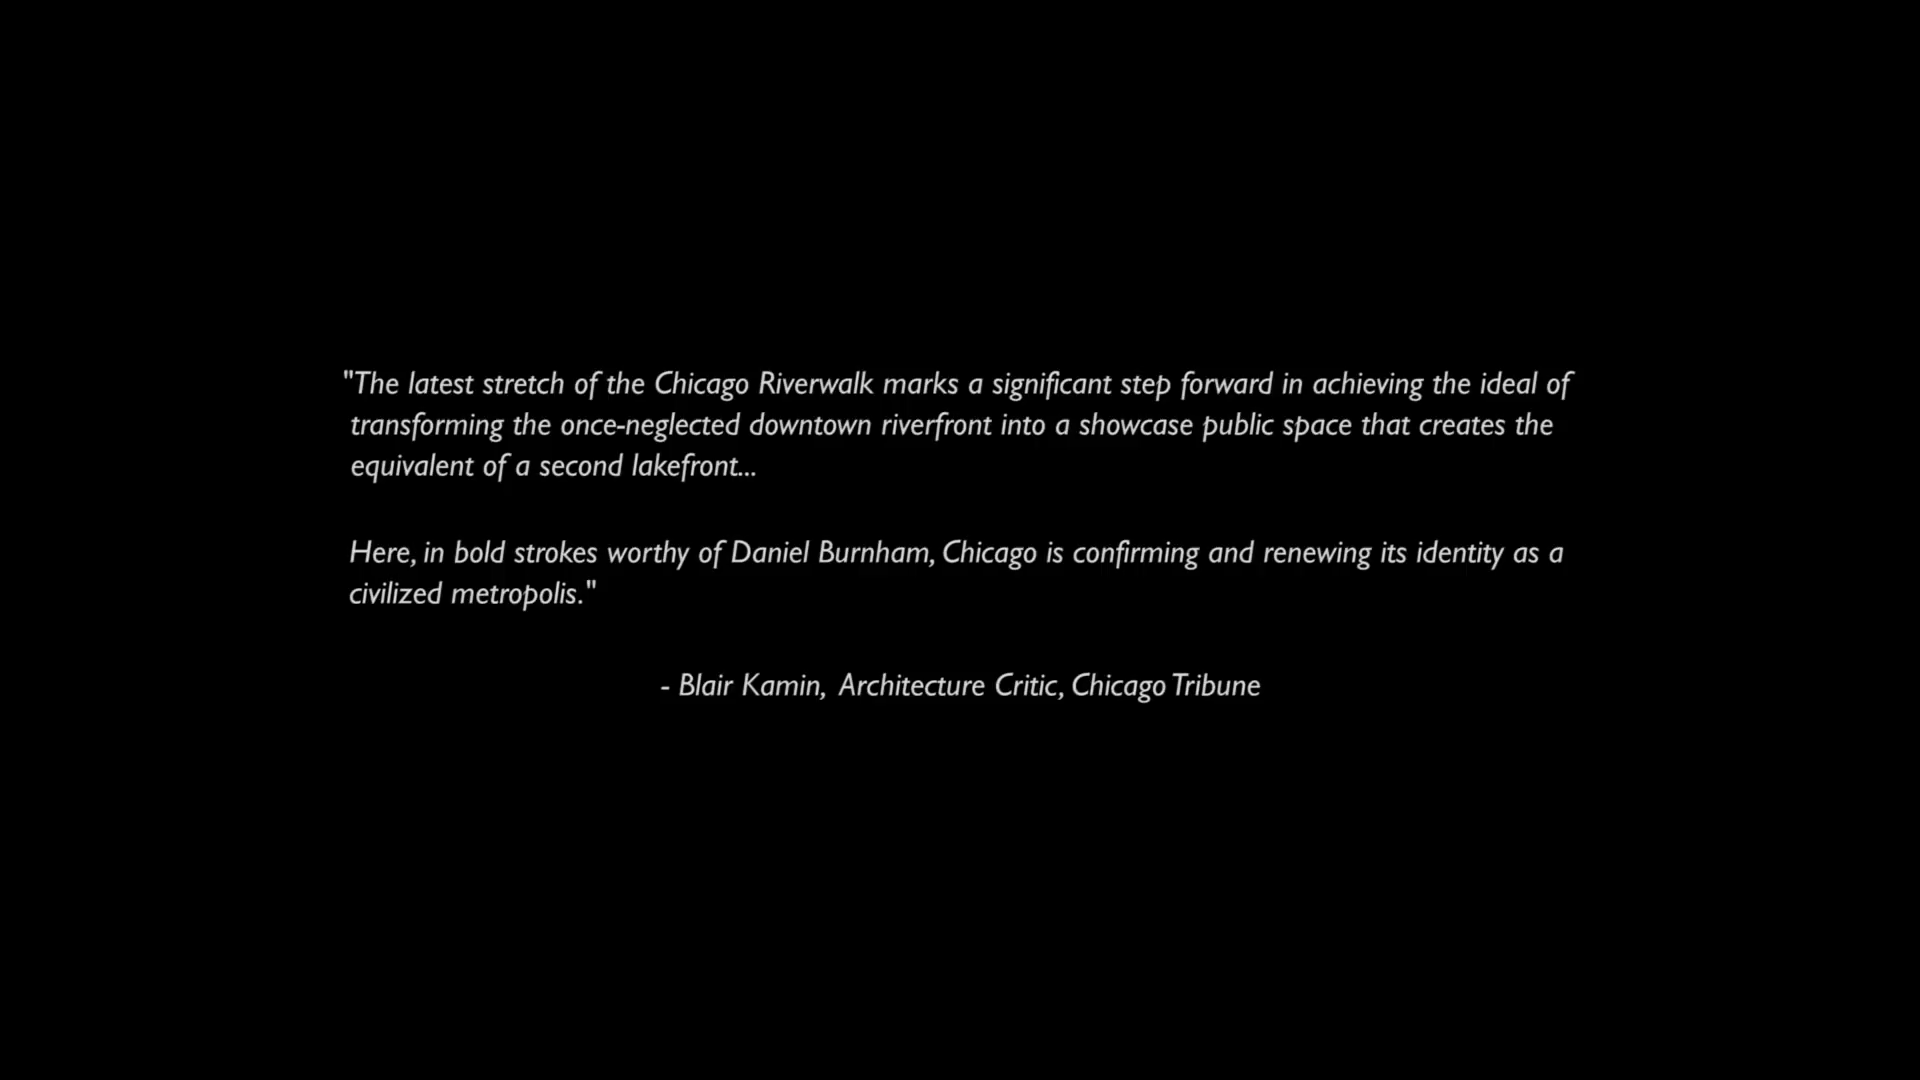 "The latest stretch of the Chicago Riverwalk marks a significant step forward in achieving the ideal of
transforming the once-neglected downtown riverfront into a showcase public space that creates the
equivalent of a second lakefront...
Here, in bold strokes worthy of Daniel Burnham, Chicago is confirming and renewing its identity as a
civilized metropolis."
- Blair Kamin, Architecture Critic, Chicago Tribune